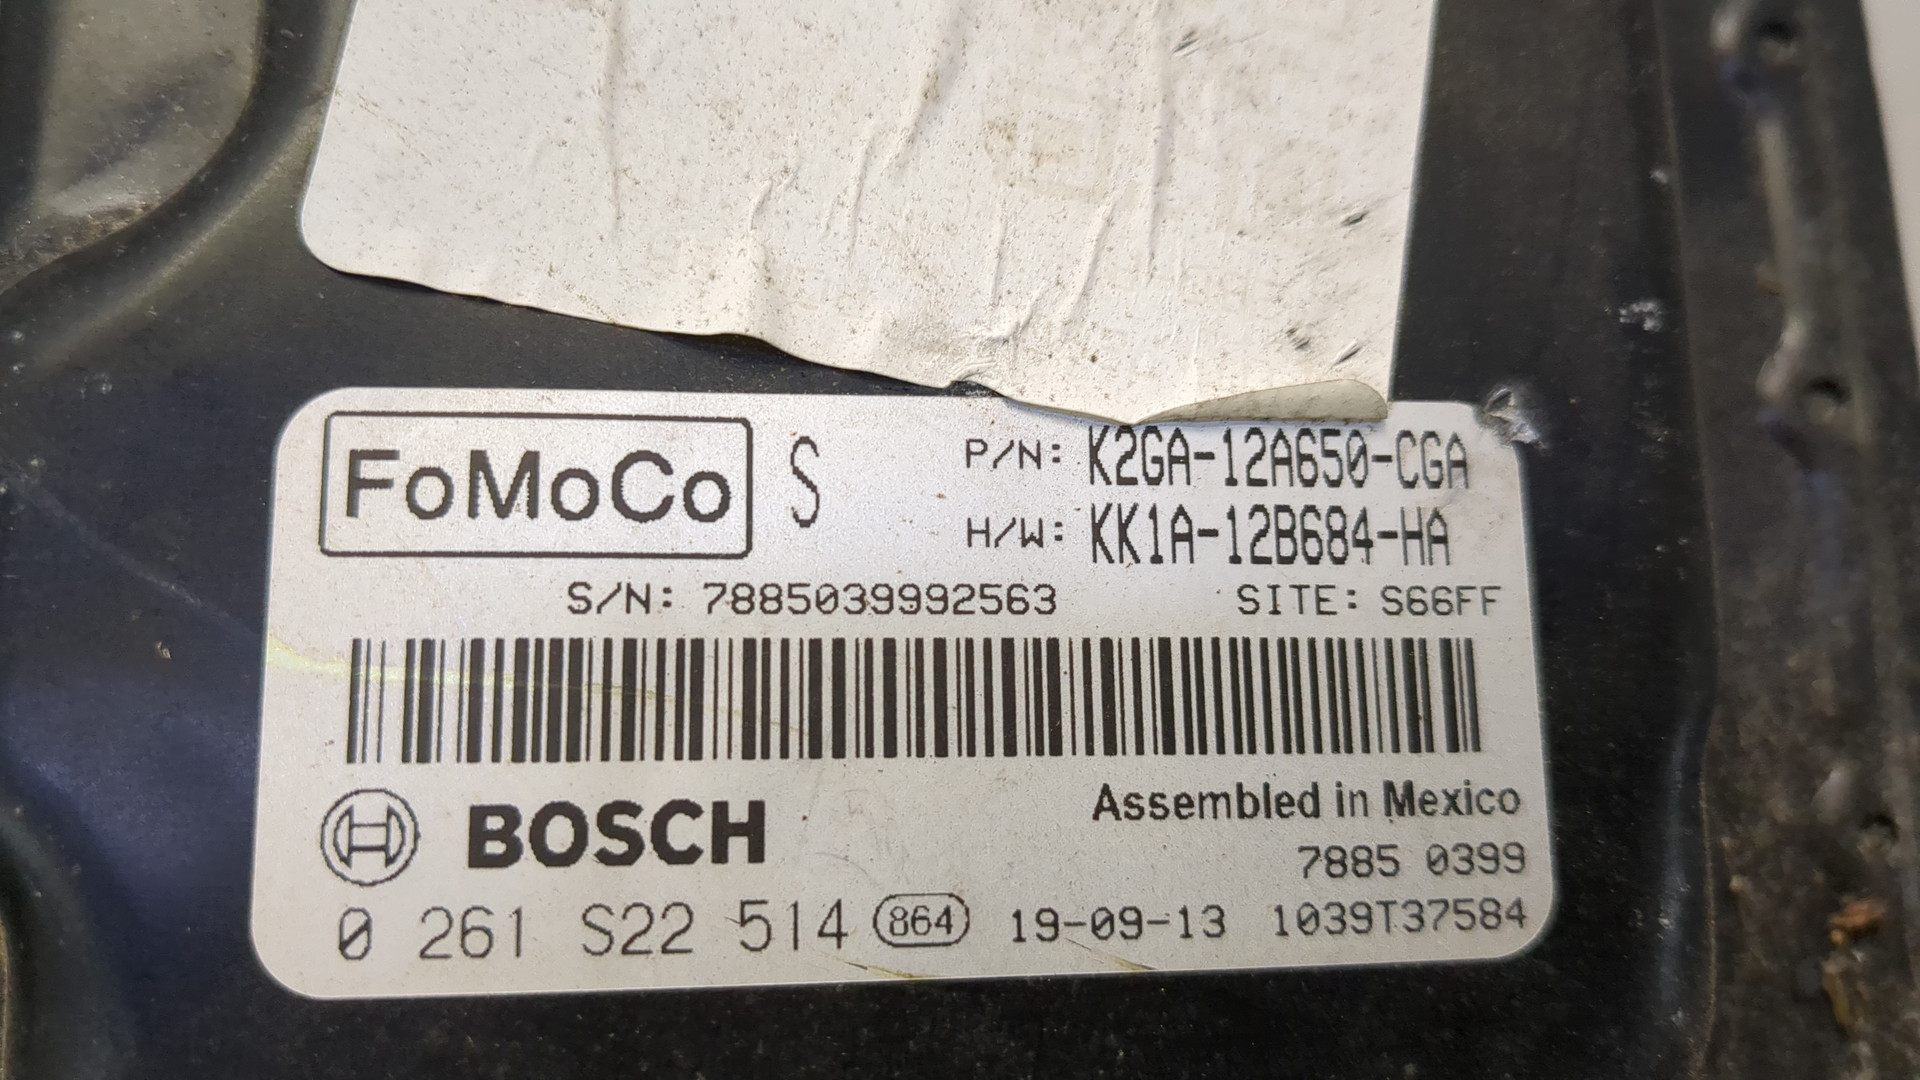 FoMoCo S P/N: K2GA-12A650-CGA
H/W: KK1A-12B684-HA
S/N: 7885039992563 SITE: S66FF
BOSCH Assembled in Mexico
7885 0399
0 261 S22 514 864 19-09-13 1039T37584